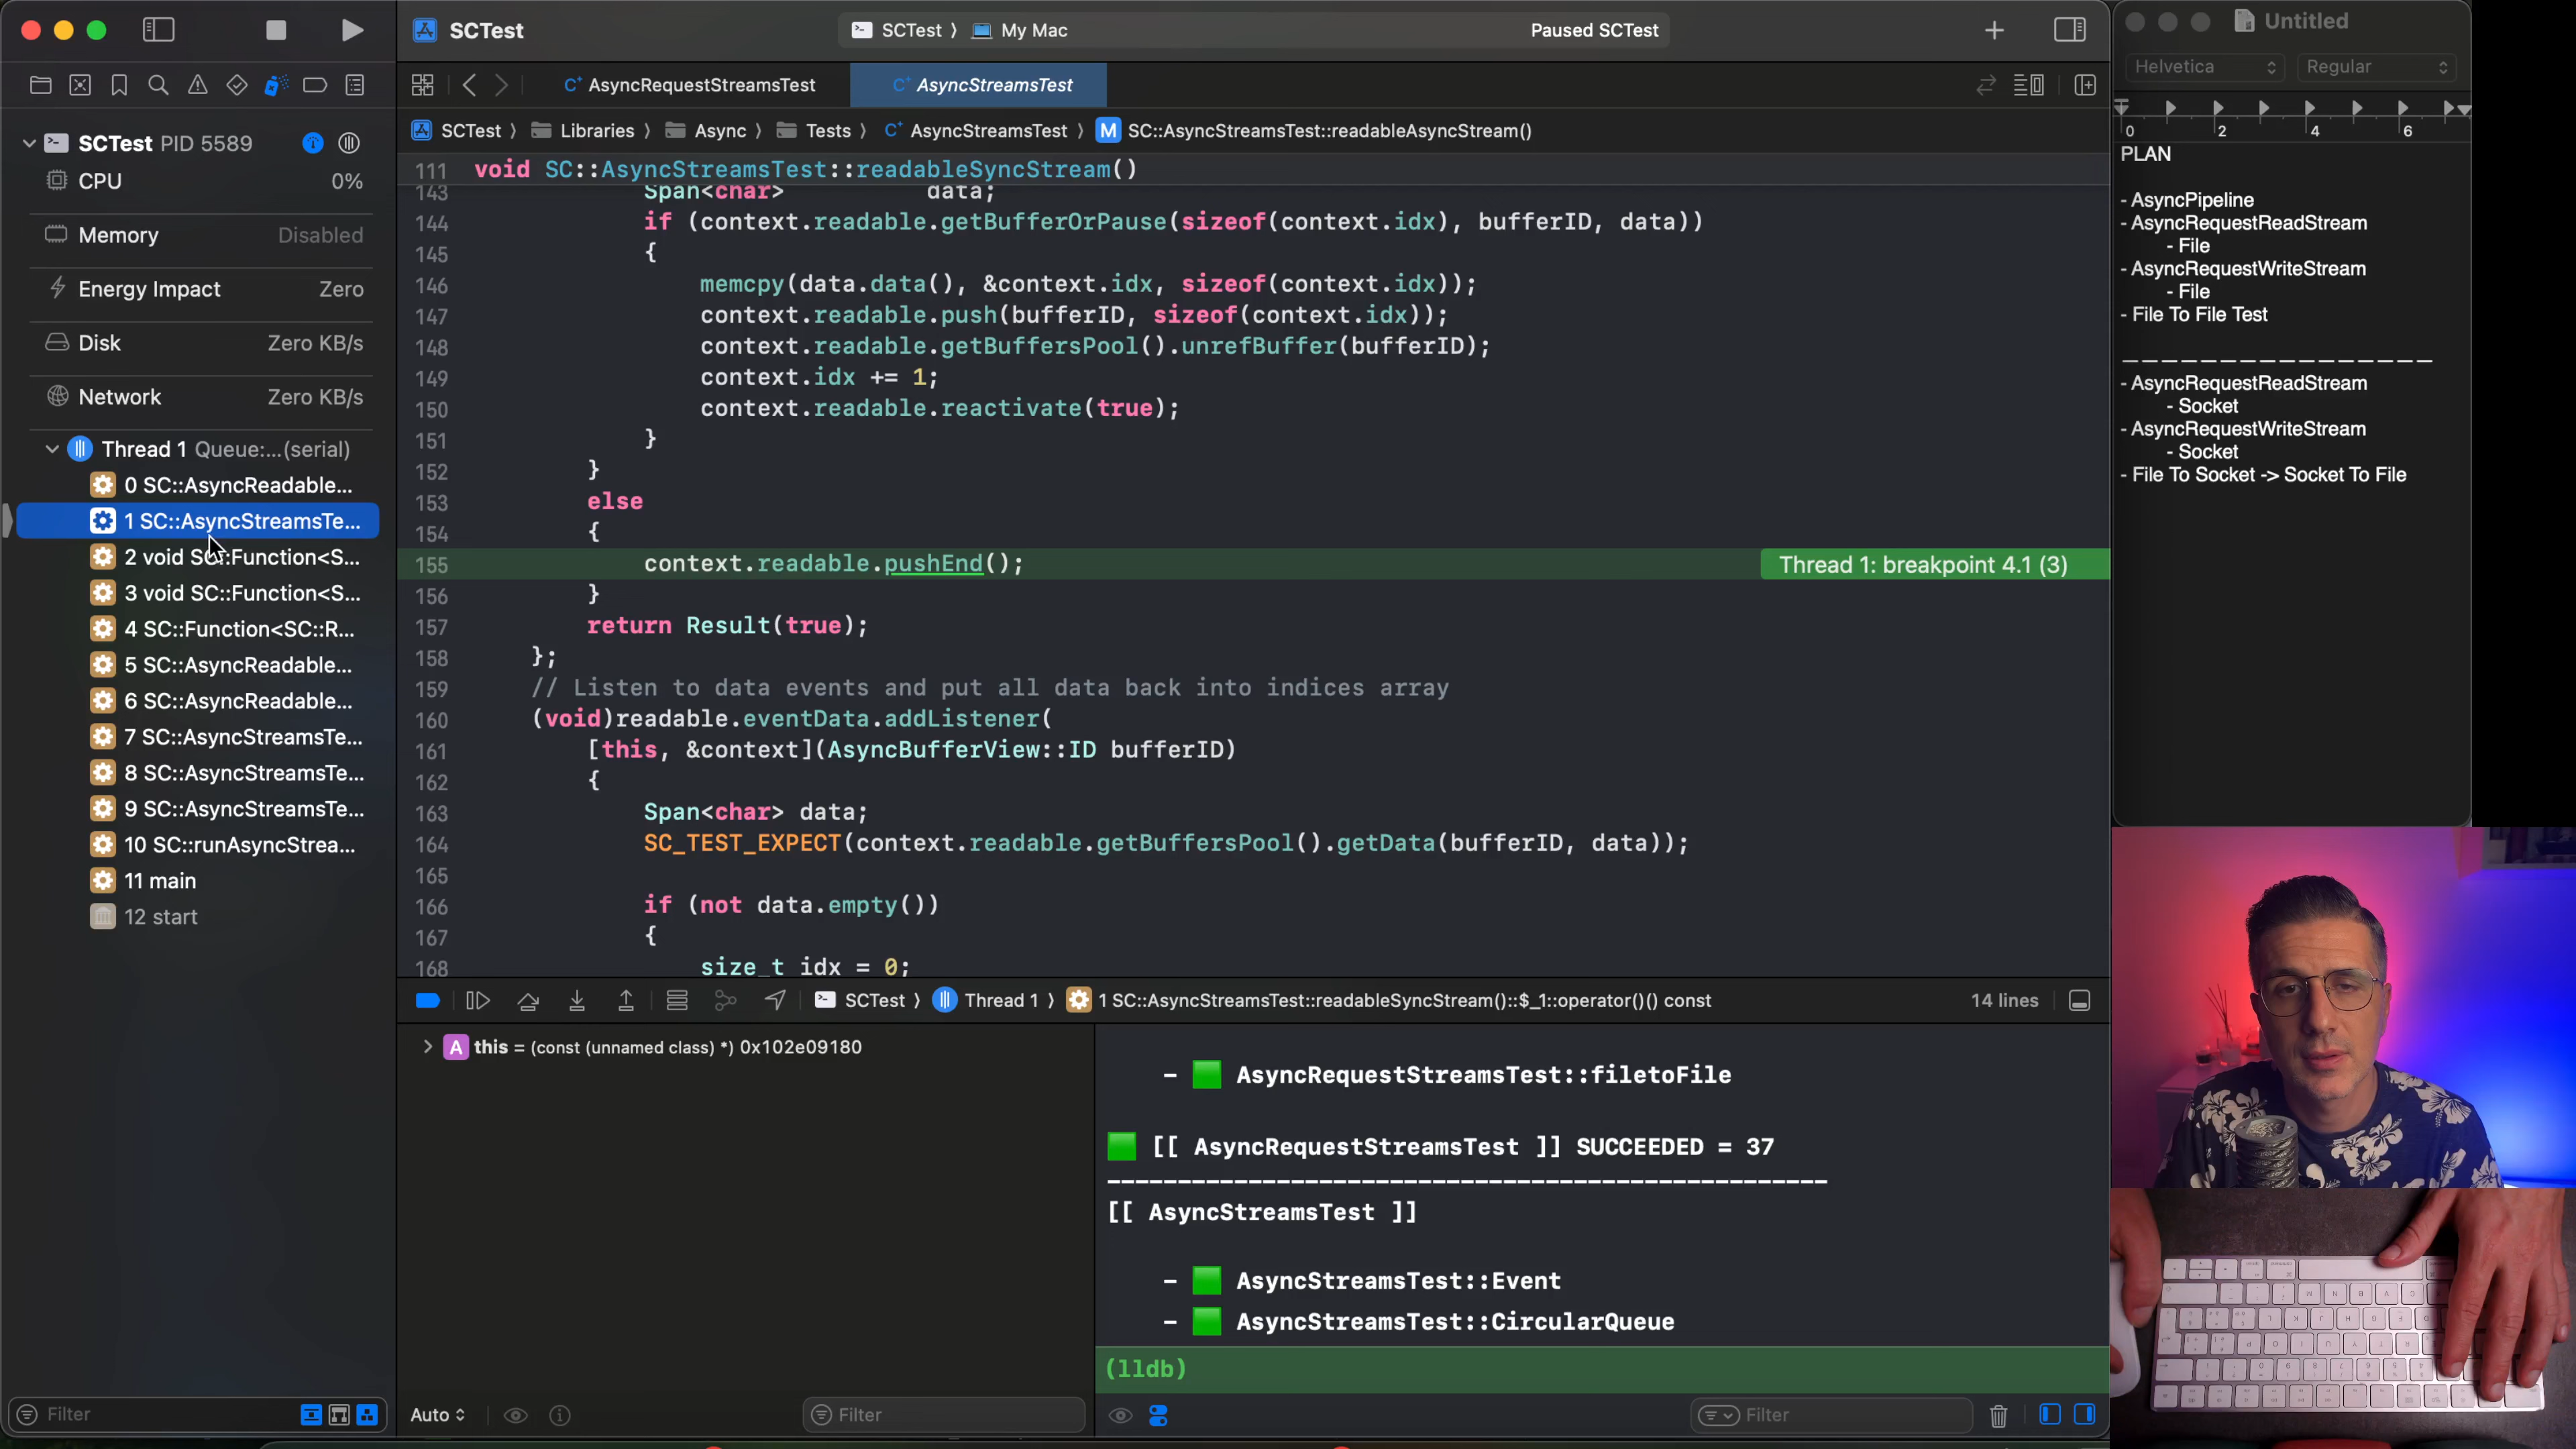 SCTest
SCTest 〉 My Mac
Paused SCTest
Untitled
Helvetica
Regular
AsyncRequestStreamsTest
AsyncStreamsTest
SCTest PID 5589
CPU 0%
Memory Disabled
Energy Impact Zero
Disk Zero KB/s
Network Zero KB/s
Thread 1 Queue:...(serial)
0 SC::AsyncReadable...
1 SC::AsyncStreamsTe...
2 void SC::Function<S...
3 void SC::Function<S...
4 SC::Function<SC::R...
5 SC::AsyncReadable...
6 SC::AsyncReadable...
7 SC::AsyncStreamsTe...
8 SC::AsyncStreamsTe...
9 SC::AsyncStreamsTe...
10 SC::runAsyncStrea...
11 main
12 start
Filter
SCTest 〉 Libraries 〉 Async 〉 Tests 〉 AsyncStreamsTest 〉 M SC::AsyncStreamsTest::readableAsyncStream()
111 void SC::AsyncStreamsTest::readableSyncStream()
143 Span<char> data;
144 if (context.readable.getBufferOrPause(sizeof(context.idx), bufferID, data))
145 {
146 memcpy(data.data(), &context.idx, sizeof(context.idx));
147 context.readable.push(bufferID, sizeof(context.idx));
148 context.readable.getBuffersPool().unrefBuffer(bufferID);
149 context.idx += 1;
150 context.readable.reactivate(true);
151 }
152 }
153 else
154 {
155 context.readable.pushEnd(); Thread 1: breakpoint 4.1 (3)
156 }
157 return Result(true);
158 };
159 // Listen to data events and put all data back into indices array
160 (void)readable.eventData.addListener(
161 [this, &context](AsyncBufferView::ID bufferID)
162 {
163 Span<char> data;
164 SC_TEST_EXPECT(context.readable.getBuffersPool().getData(bufferID, data));
165
166 if (not data.empty())
167 {
168 size_t idx = 0;
SCTest 〉 Thread 1 〉 1 SC::AsyncStreamsTest::readableSyncStream()::$_1::operator()() const
14 lines
A this = (const (unnamed class) *) 0x102e09180
Auto
Filter
- AsyncRequestStreamsTest::filetoFile
[[ AsyncRequestStreamsTest ]] SUCCEEDED = 37
--------------------------------------------------
[[ AsyncStreamsTest ]]
- AsyncStreamsTest::Event
- AsyncStreamsTest::CircularQueue
(lldb)
Filter
0 2 4 6
PLAN
- AsyncPipeline
- AsyncRequestReadStream
- File
- AsyncRequestWriteStream
- File
- File To File Test
_ _ _ _ _ _ _ _ _ _ _ _ _ _ _ _
- AsyncRequestReadStream
- Socket
- AsyncRequestWriteStream
- Socket
- File To Socket -> Socket To File